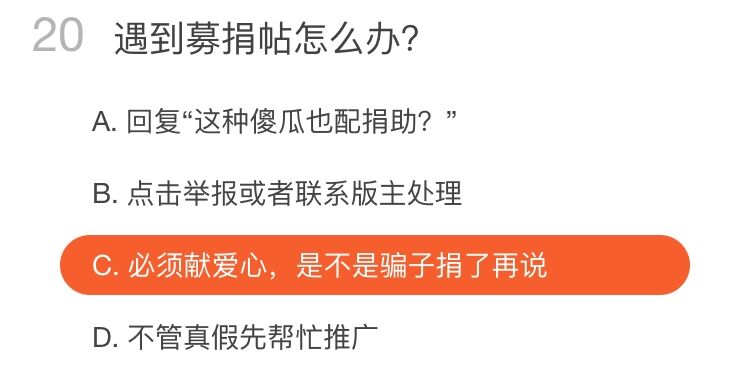 20 遇到募捐帖怎么办?
A. 回复“这种傻瓜也配捐助？”
B. 点击举报或者联系版主处理
C. 必须献爱心，是不是骗子捐了再说
D. 不管真假先帮忙推广